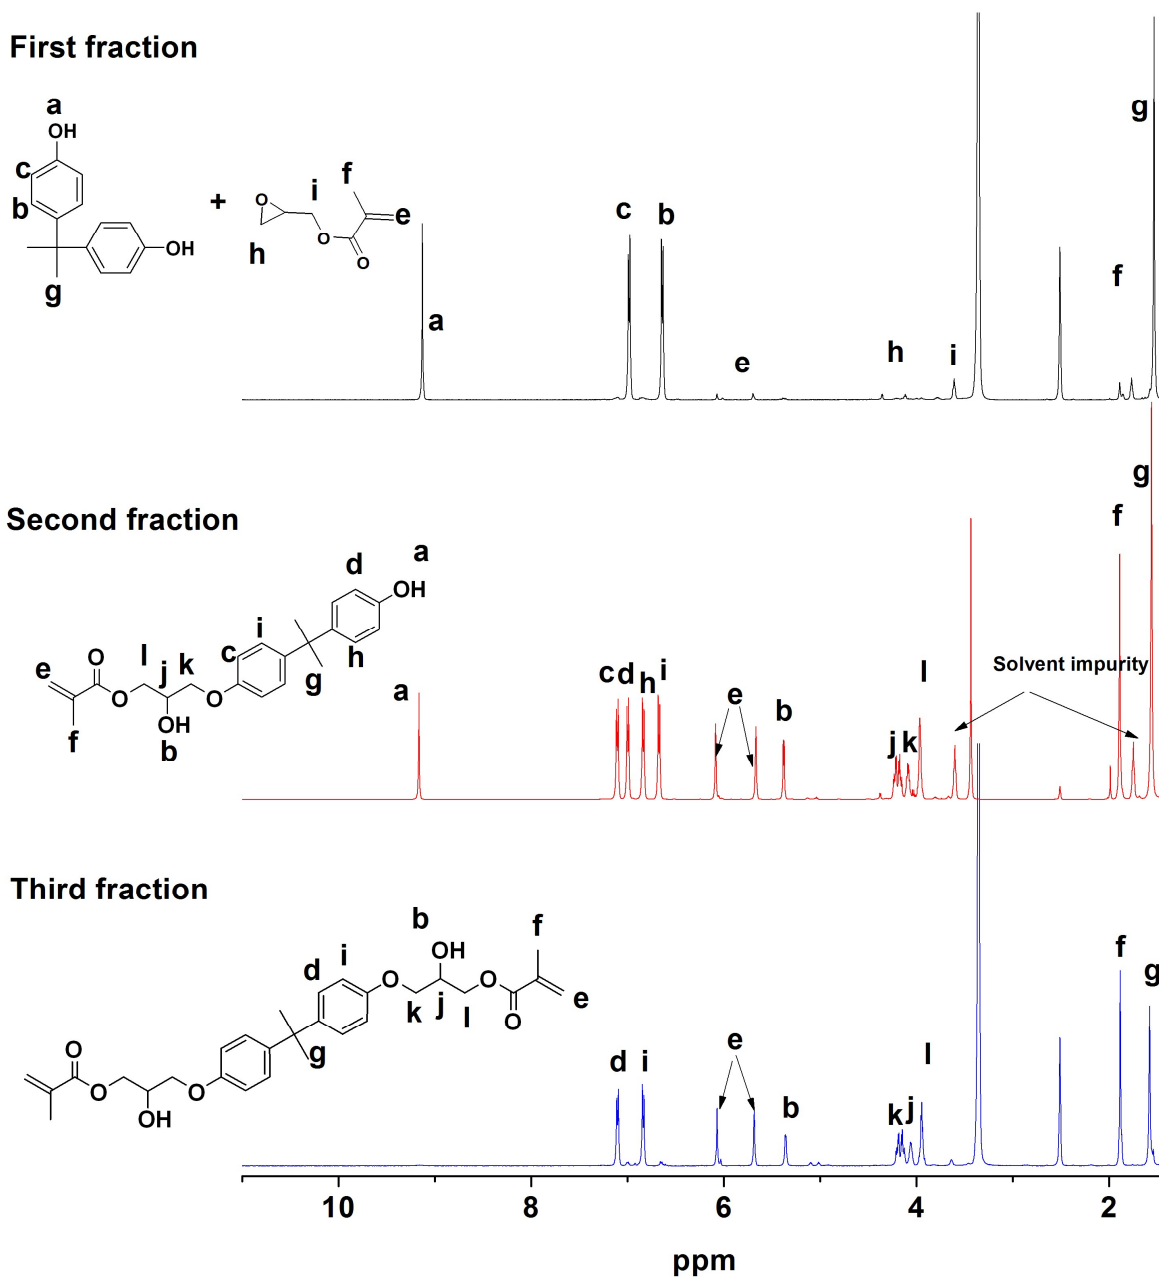 First fraction
a
OH
c
b
OH
g
+
O
i
f
h
O
O
e
a
c
b
e
h
i
f
g
Second fraction
a
d
OH
i
c
h
g
e
O
l
j
k
O
O
OH
f
b
a
c
d
h
i
e
b
j
k
l
Solvent impurity
f
g
Third fraction
b
f
OH
d
i
O
O
k
j
l
O
e
g
O
O
O
OH
d
i
e
b
k
j
l
f
g
10
8
6
4
2
ppm